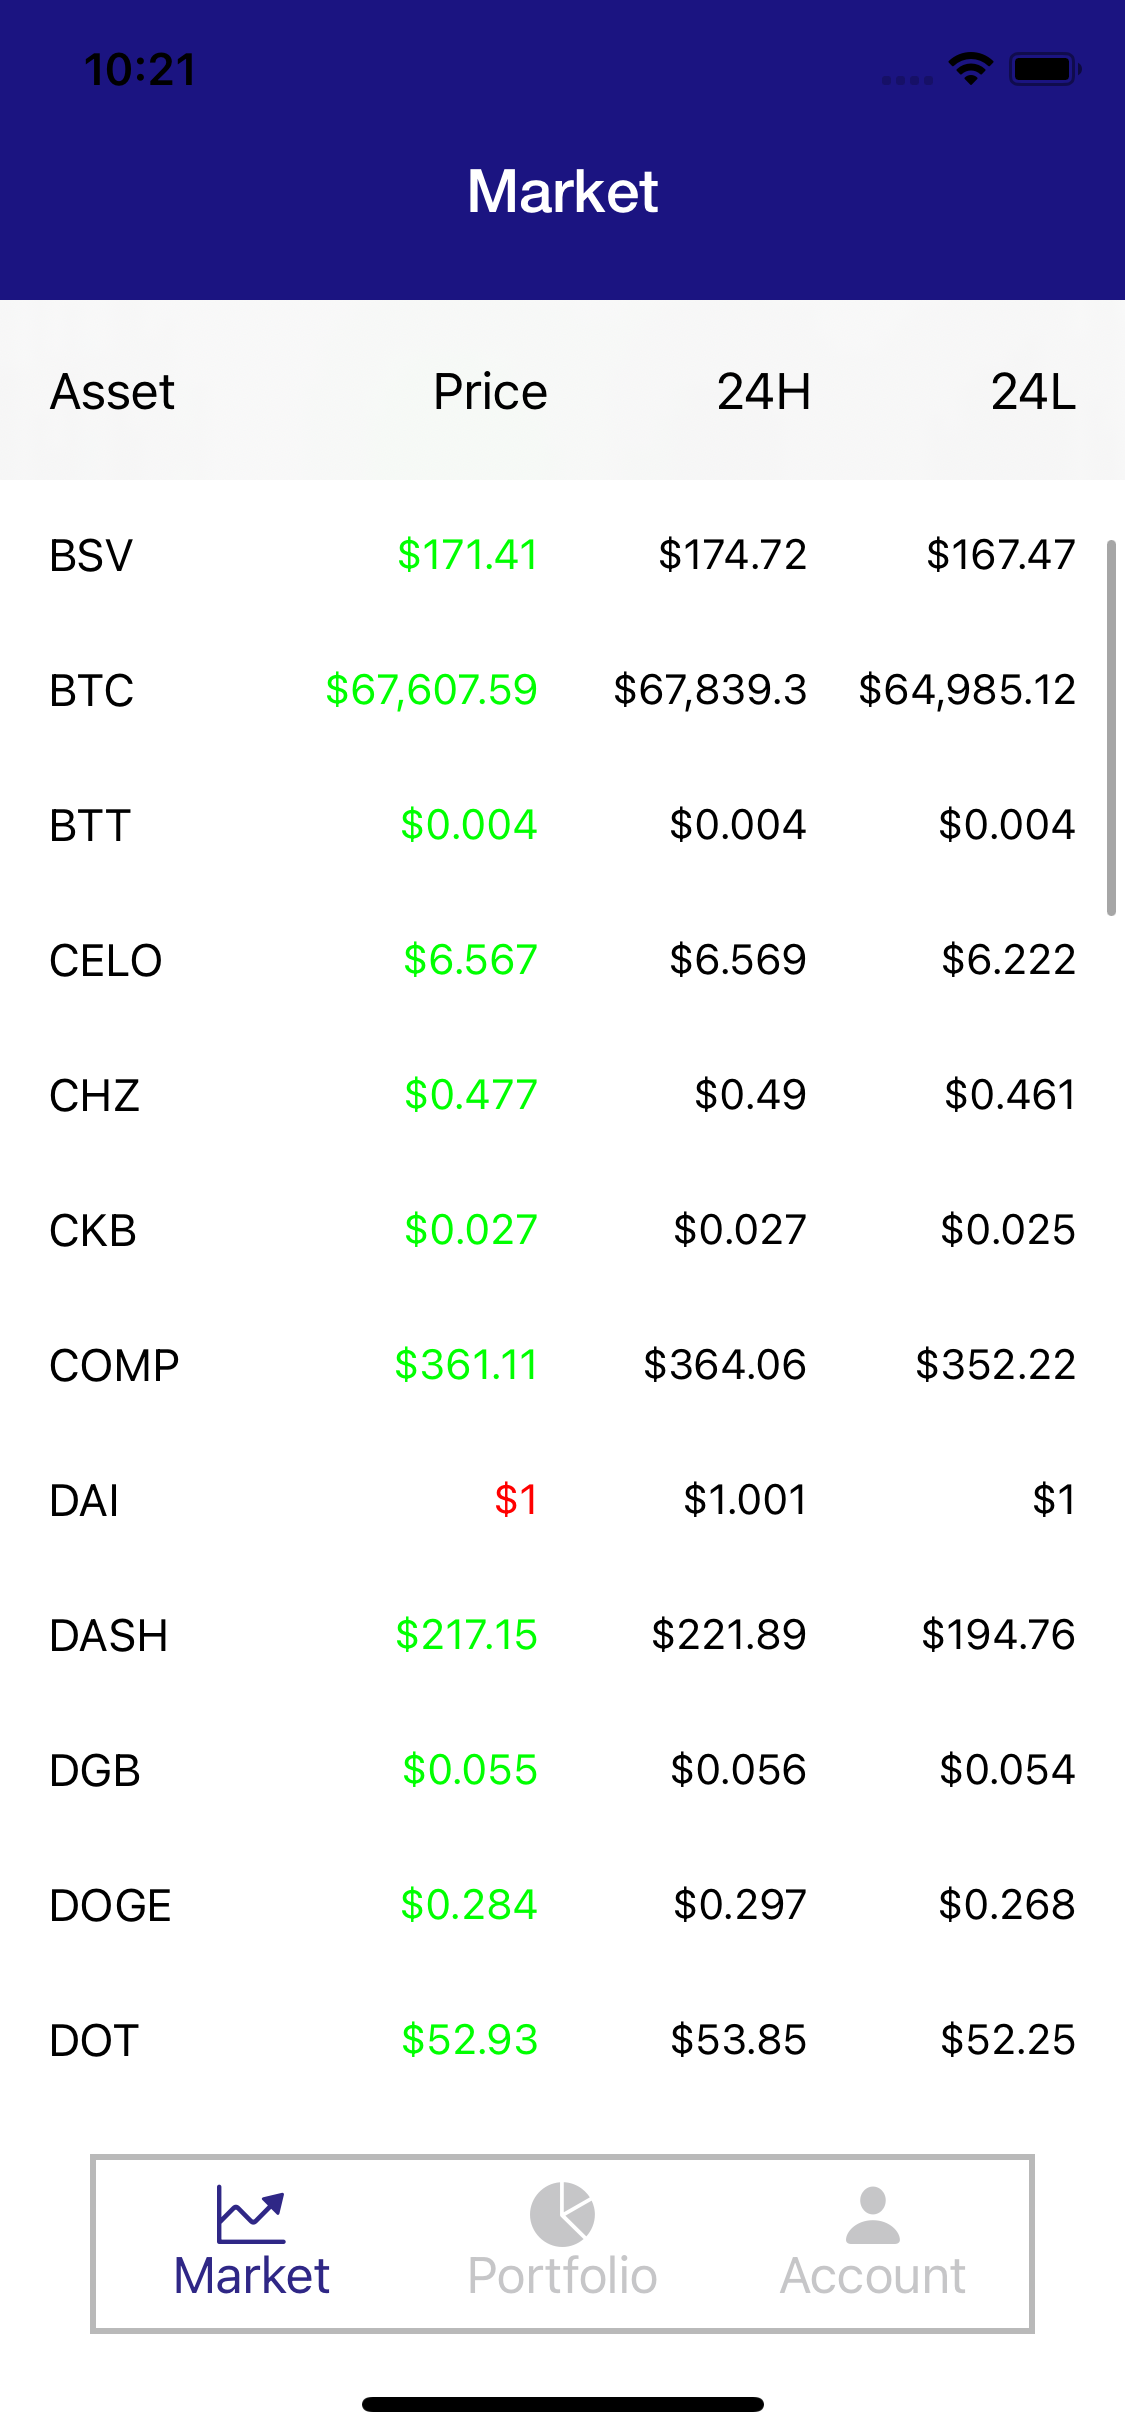 10:21
Market
Asset Price 24H 24L
BSV $171.41 $174.72 $167.47
BTC $67,607.59 $67,839.3 $64,985.12
BTT $0.004 $0.004 $0.004
CELO $6.567 $6.569 $6.222
CHZ $0.477 $0.49 $0.461
CKB $0.027 $0.027 $0.025
COMP $361.11 $364.06 $352.22
DAI $1 $1.001 $1
DASH $217.15 $221.89 $194.76
DGB $0.055 $0.056 $0.054
DOGE $0.284 $0.297 $0.268
DOT $52.93 $53.85 $52.25
Market Portfolio Account